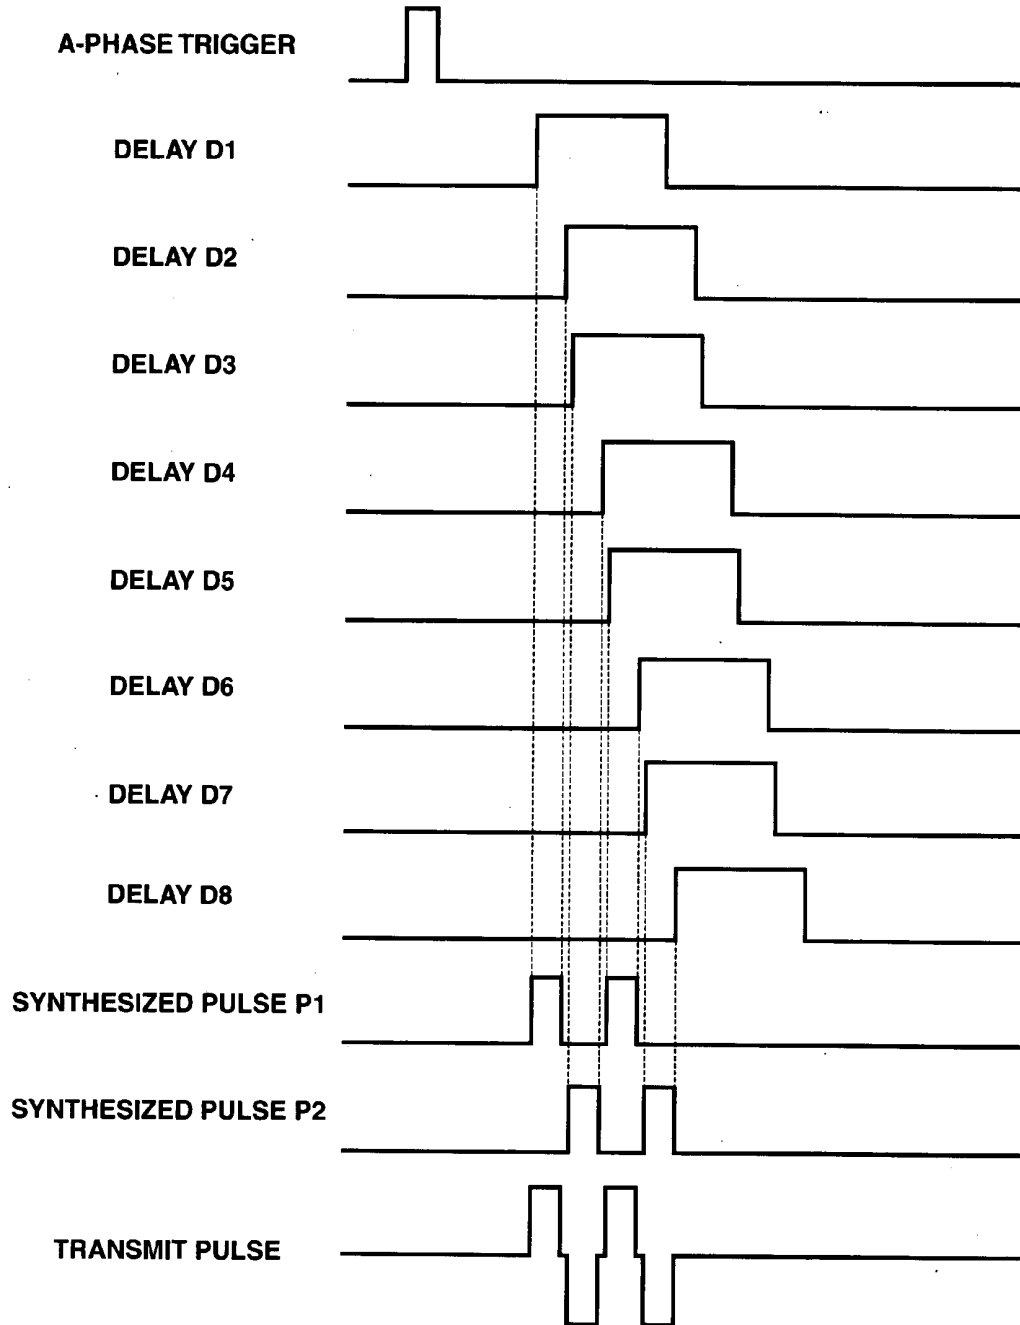 A-PHASE TRIGGER
DELAY D1
DELAY D2
DELAY D3
DELAY D4
DELAY D5
DELAY D6
DELAY D7
DELAY D8
SYNTHESIZED PULSE P1
SYNTHESIZED PULSE P2
TRANSMIT PULSE